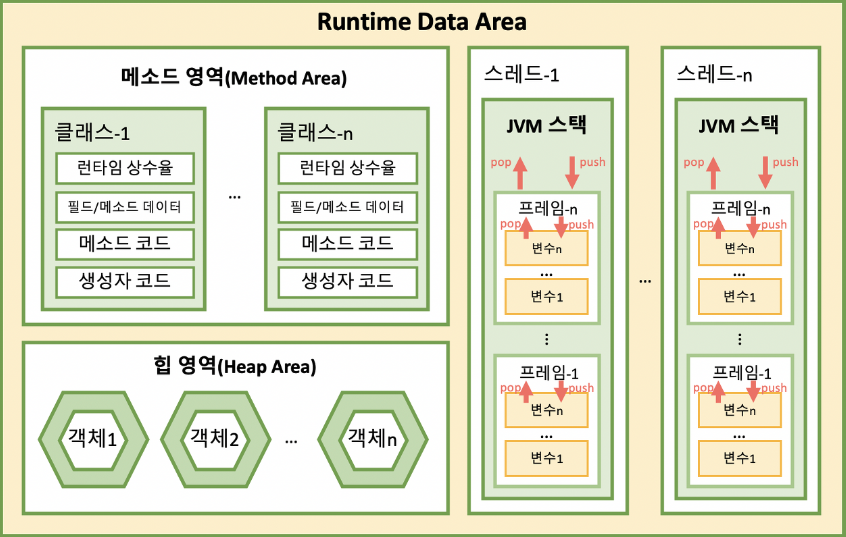 Runtime Data Area
메소드 영역(Method Area)
클래스-1
런타임 상수율
필드/메소드 데이터
메소드 코드
생성자 코드
...
클래스-n
런타임 상수율
필드/메소드 데이터
메소드 코드
생성자 코드
힙 영역(Heap Area)
객체1
객체2
...
객체n
스레드-1
JVM 스택
pop
push
프레임-n
pop
push
변수n
...
변수1
...
프레임-1
pop
push
변수n
...
변수1
...
스레드-n
JVM 스택
pop
push
프레임-n
pop
push
변수n
...
변수1
...
프레임-1
pop
push
변수n
...
변수1